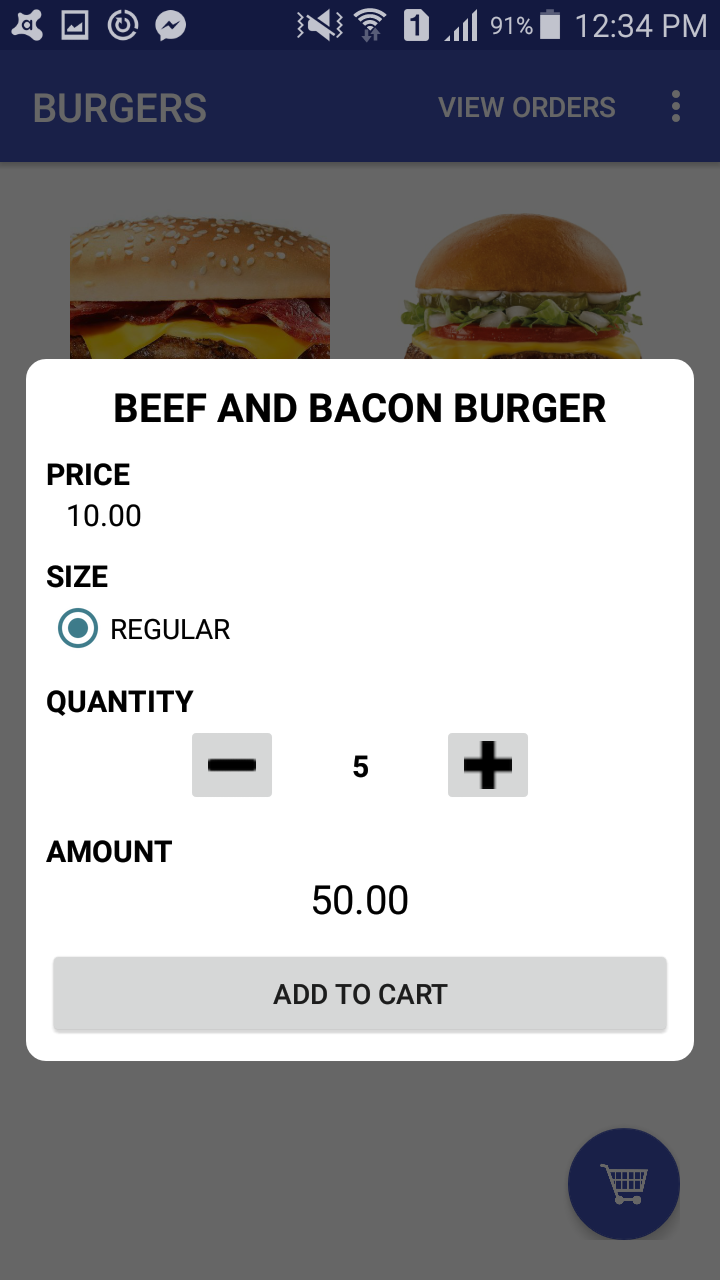 1 91% 12:34 PM
BURGERS VIEW ORDERS
BEEF AND BACON BURGER
PRICE
10.00
SIZE
REGULAR
QUANTITY
5
AMOUNT
50.00
ADD TO CART